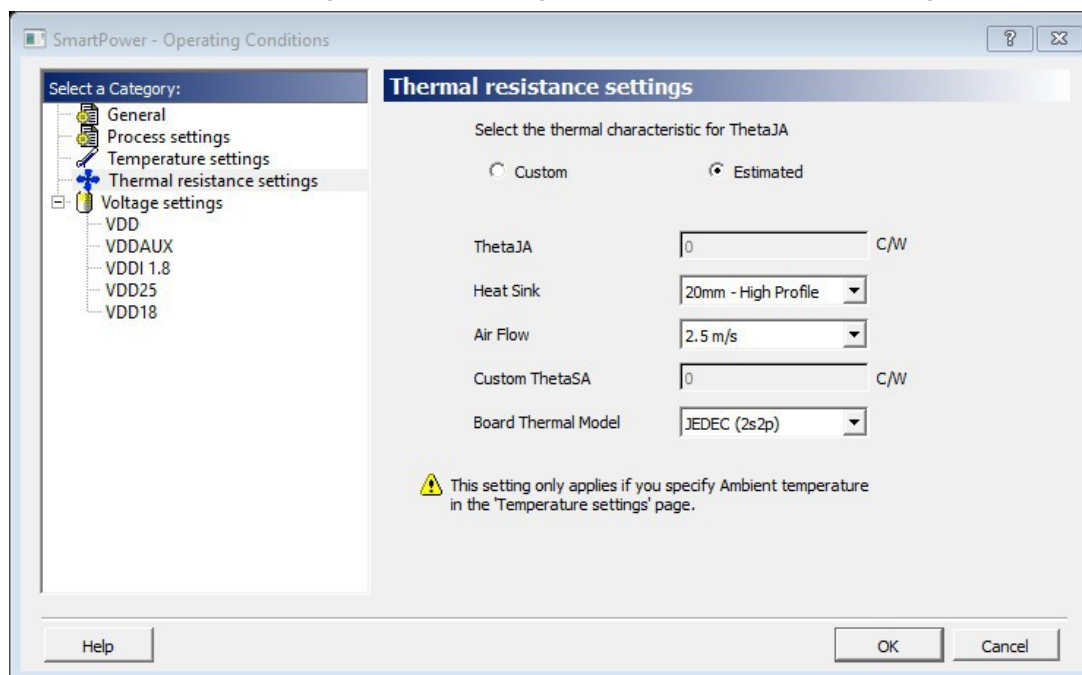 SmartPower - Operating Conditions
Select a Category:
General
Process settings
Temperature settings
Thermal resistance settings
Voltage settings
VDD
VDDAUX
VDDI 1.8
VDD25
VDD18
Thermal resistance settings
Select the thermal characteristic for ThetaJA
Custom Estimated
ThetaJA 0 C/W
Heat Sink 20mm - High Profile
Air Flow 2.5 m/s
Custom ThetaSA 0 C/W
Board Thermal Model JEDEC (2s2p)
This setting only applies if you specify Ambient temperature
in the 'Temperature settings' page.
Help OK Cancel